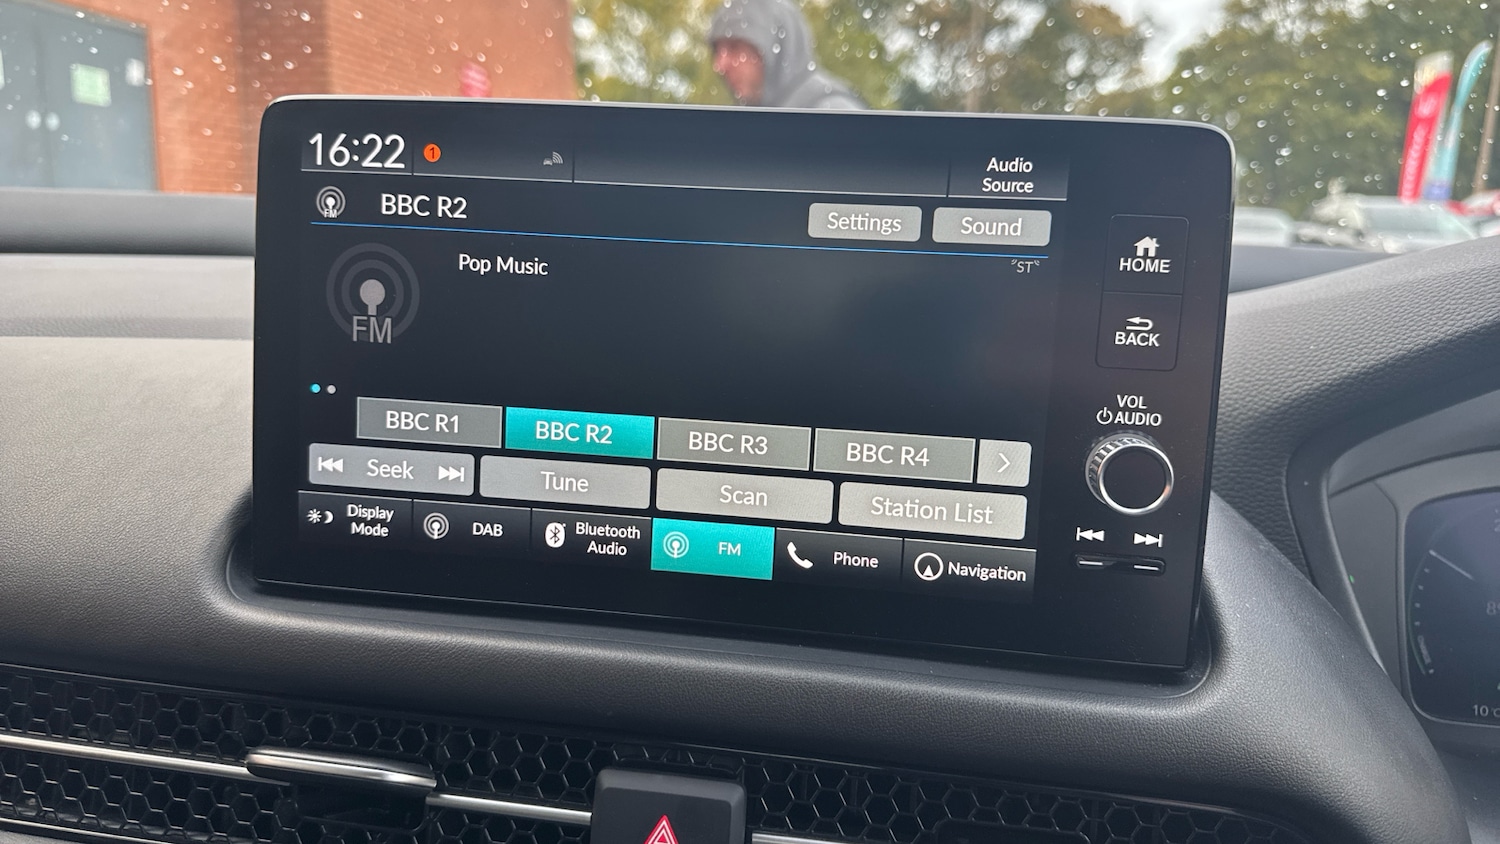 16:22
1
Audio
Source
FM
BBC R2
Settings
Sound
Pop Music
"ST"
FM
HOME
BACK
VOL
AUDIO
BBC R1
BBC R2
BBC R3
BBC R4
Seek
Tune
Scan
Station List
Display
Mode
DAB
Bluetooth
Audio
FM
Phone
Navigation